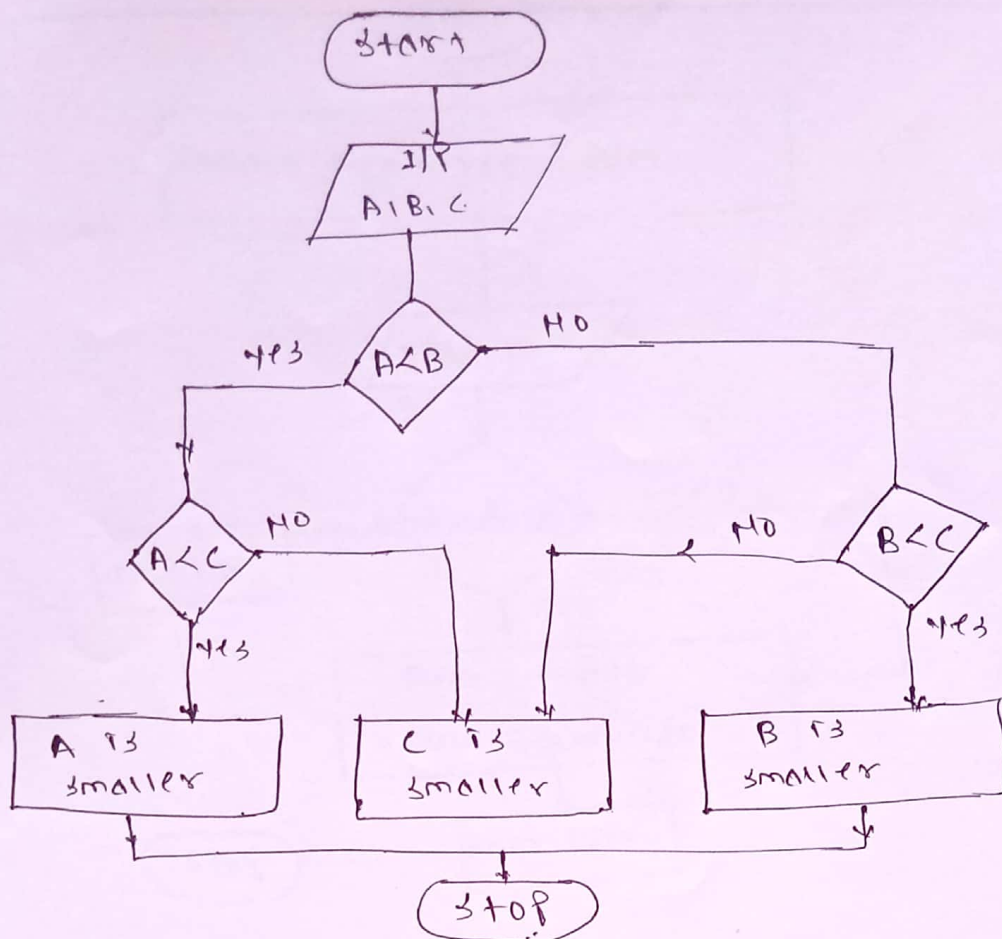 Start
I/P
A, B, C
A<B
Yes
NO
A<C
NO
Yes
B<C
NO
Yes
A is
smaller
C is
smaller
B is
smaller
Stop